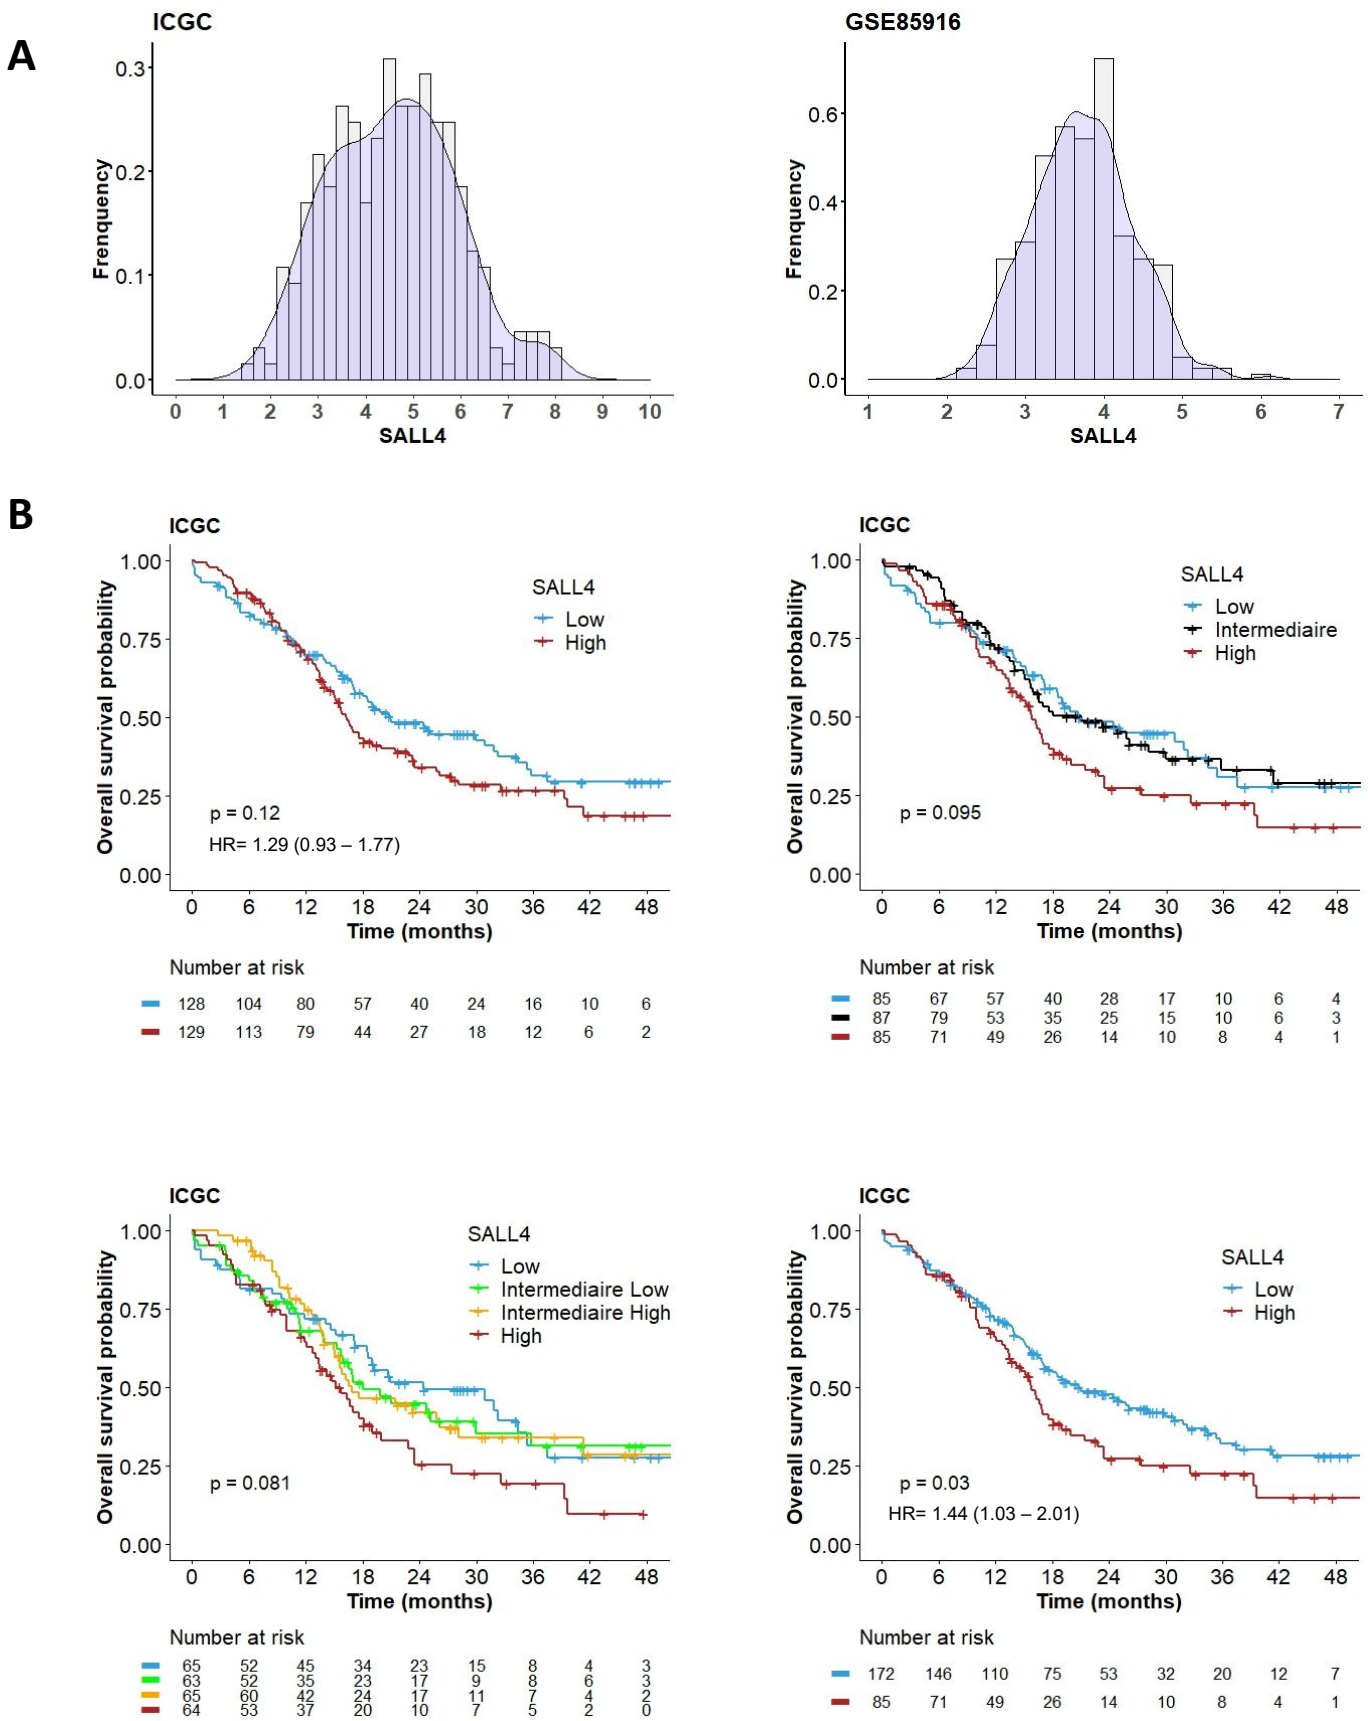 A
ICGC
GSE85916
Frenquency
0.3
0.2
0.1
0.0
0 1 2 3 4 5 6 7 8 9 10
SALL4
Frenquency
0.6
0.4
0.2
0.0
1 2 3 4 5 6 7
SALL4
B
ICGC
Overall survival probability
1.00
0.75
0.50
0.25
0.00
SALL4
Low
High
p = 0.12
HR= 1.29 (0.93 – 1.77)
0 6 12 18 24 30 36 42 48
Time (months)
Number at risk
128 104 80 57 40 24 16 10 6
129 113 79 44 27 18 12 6 2
ICGC
Overall survival probability
1.00
0.75
0.50
0.25
0.00
SALL4
Low
Intermediaire
High
p = 0.095
0 6 12 18 24 30 36 42 48
Time (months)
Number at risk
85 67 57 40 28 17 10 6 4
87 79 53 35 25 15 10 6 3
85 71 49 26 14 10 8 4 1
ICGC
Overall survival probability
1.00
0.75
0.50
0.25
0.00
SALL4
Low
Intermediaire Low
Intermediaire High
High
p = 0.081
0 6 12 18 24 30 36 42 48
Time (months)
Number at risk
65 52 45 34 23 15 8 4 3
63 52 35 23 17 9 8 6 3
65 60 42 24 17 11 7 4 2
64 53 37 20 10 7 5 2 0
ICGC
Overall survival probability
1.00
0.75
0.50
0.25
0.00
SALL4
Low
High
p = 0.03
HR= 1.44 (1.03 – 2.01)
0 6 12 18 24 30 36 42 48
Time (months)
Number at risk
172 146 110 75 53 32 20 12 7
85 71 49 26 14 10 8 4 1